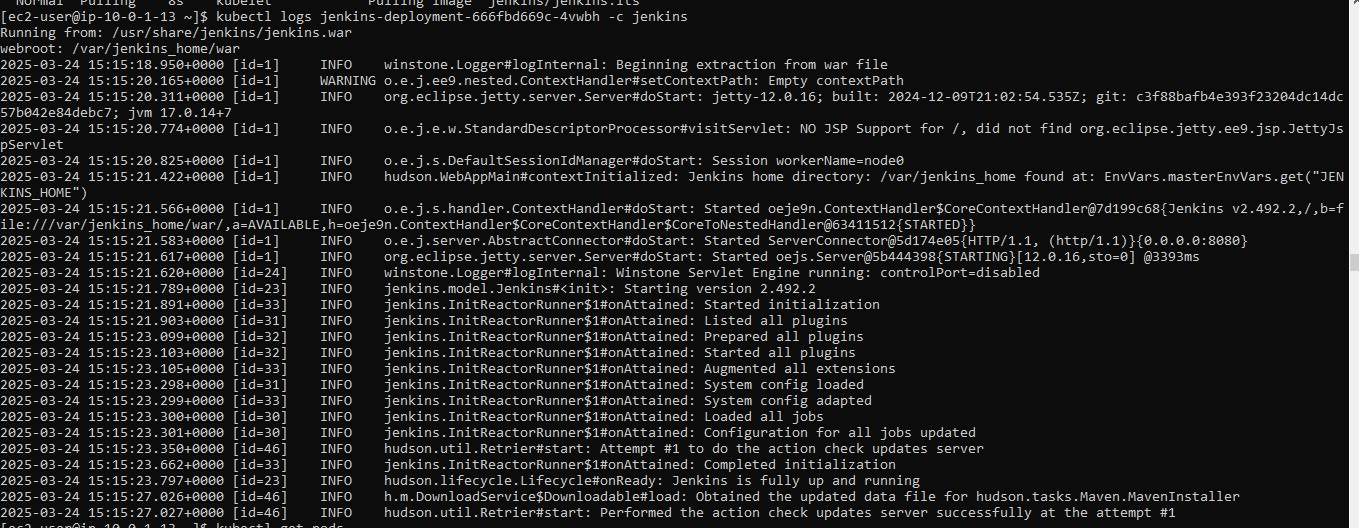 Normal  Pulling    8s   kubelet            Pulling image "jenkins/jenkins:lts"
[ec2-user@ip-10-0-1-13 ~]$ kubectl logs jenkins-deployment-666fbd669c-4vwbh -c jenkins
Running from: /usr/share/jenkins/jenkins.war
webroot: /var/jenkins_home/war
2025-03-24 15:15:18.950+0000 [id=1]     INFO    winstone.Logger#logInternal: Beginning extraction from war file
2025-03-24 15:15:20.165+0000 [id=1]     WARNING o.e.j.ee9.nested.ContextHandler#setContextPath: Empty contextPath
2025-03-24 15:15:20.311+0000 [id=1]     INFO    org.eclipse.jetty.server.Server#doStart: jetty-12.0.16; built: 2024-12-09T21:02:54.535Z; git: c3f88bafb4e393f23204dc14dc
57b042e84debc7; jvm 17.0.14+7
2025-03-24 15:15:20.774+0000 [id=1]     INFO    o.e.j.e.w.StandardDescriptorProcessor#visitServlet: NO JSP Support for /, did not find org.eclipse.jetty.ee9.jsp.JettyJs
pServlet
2025-03-24 15:15:20.825+0000 [id=1]     INFO    o.e.j.s.DefaultSessionIdManager#doStart: Session workerName=node0
2025-03-24 15:15:21.422+0000 [id=1]     INFO    hudson.WebAppMain#contextInitialized: Jenkins home directory: /var/jenkins_home found at: EnvVars.masterEnvVars.get("JEN
KINS_HOME")
2025-03-24 15:15:21.566+0000 [id=1]     INFO    o.e.j.s.handler.ContextHandler#doStart: Started oeje9n.ContextHandler$CoreContextHandler@7d199c68{Jenkins v2.492.2,/,b=f
ile:///var/jenkins_home/war/,a=AVAILABLE,h=oeje9n.ContextHandler$CoreContextHandler$CoreToNestedHandler@63411512{STARTED}}
2025-03-24 15:15:21.583+0000 [id=1]     INFO    o.e.j.server.AbstractConnector#doStart: Started ServerConnector@5d174e05{HTTP/1.1, (http/1.1)}{0.0.0.0:8080}
2025-03-24 15:15:21.617+0000 [id=1]     INFO    org.eclipse.jetty.server.Server#doStart: Started oejs.Server@5b444398{STARTING}[12.0.16,sto=0] @3393ms
2025-03-24 15:15:21.620+0000 [id=24]    INFO    winstone.Logger#logInternal: Winstone Servlet Engine running: controlPort=disabled
2025-03-24 15:15:21.789+0000 [id=23]    INFO    jenkins.model.Jenkins#<init>: Starting version 2.492.2
2025-03-24 15:15:21.891+0000 [id=33]    INFO    jenkins.InitReactorRunner$1#onAttained: Started initialization
2025-03-24 15:15:21.903+0000 [id=31]    INFO    jenkins.InitReactorRunner$1#onAttained: Listed all plugins
2025-03-24 15:15:23.099+0000 [id=32]    INFO    jenkins.InitReactorRunner$1#onAttained: Prepared all plugins
2025-03-24 15:15:23.103+0000 [id=32]    INFO    jenkins.InitReactorRunner$1#onAttained: Started all plugins
2025-03-24 15:15:23.105+0000 [id=33]    INFO    jenkins.InitReactorRunner$1#onAttained: Augmented all extensions
2025-03-24 15:15:23.298+0000 [id=31]    INFO    jenkins.InitReactorRunner$1#onAttained: System config loaded
2025-03-24 15:15:23.299+0000 [id=33]    INFO    jenkins.InitReactorRunner$1#onAttained: System config adapted
2025-03-24 15:15:23.300+0000 [id=30]    INFO    jenkins.InitReactorRunner$1#onAttained: Loaded all jobs
2025-03-24 15:15:23.301+0000 [id=30]    INFO    jenkins.InitReactorRunner$1#onAttained: Configuration for all jobs updated
2025-03-24 15:15:23.350+0000 [id=46]    INFO    hudson.util.Retrier#start: Attempt #1 to do the action check updates server
2025-03-24 15:15:23.662+0000 [id=33]    INFO    jenkins.InitReactorRunner$1#onAttained: Completed initialization
2025-03-24 15:15:23.797+0000 [id=23]    INFO    hudson.lifecycle.Lifecycle#onReady: Jenkins is fully up and running
2025-03-24 15:15:27.026+0000 [id=46]    INFO    h.m.DownloadService$Downloadable#load: Obtained the updated data file for hudson.tasks.Maven.MavenInstaller
2025-03-24 15:15:27.027+0000 [id=46]    INFO    hudson.util.Retrier#start: Performed the action check updates server successfully at the attempt #1
[ec2-user@ip-10-0-1-13 ~]$ kubectl get pods